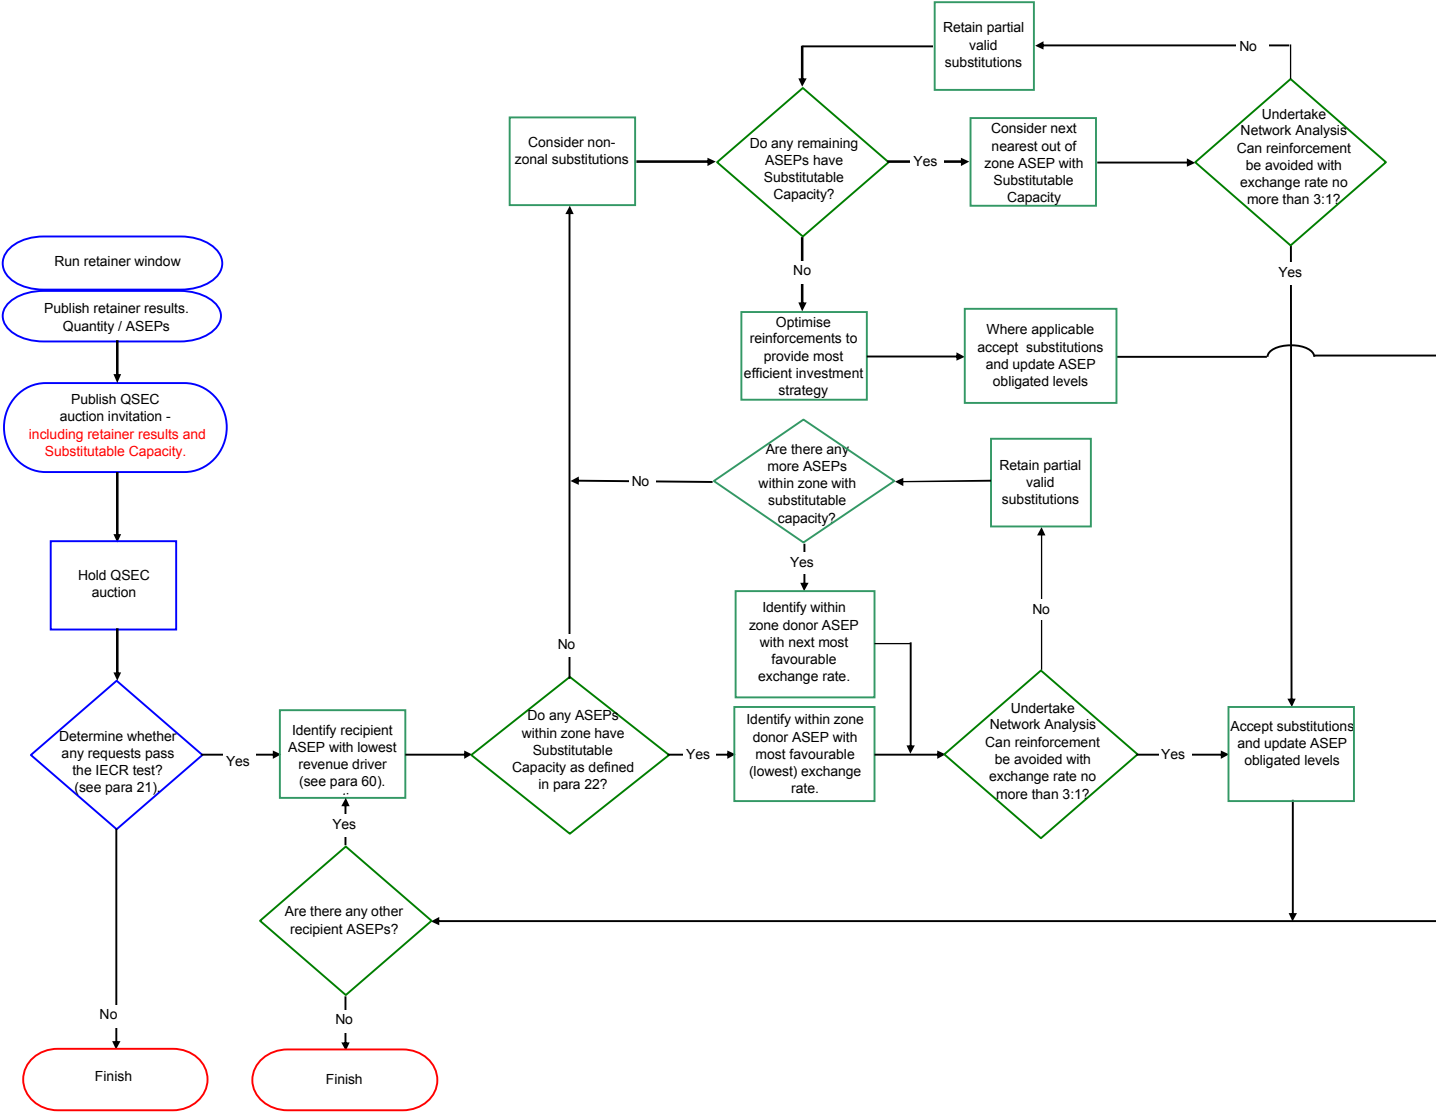 Retain partial
valid
substitutions
No
Undertake
Network Analysis
Can reinforcement
be avoided with
exchange rate no
more than 3:1?
Consider non-
zonal substitutions
Do any remaining
ASEPs have
Substitutable
Capacity?
Yes
Consider next
nearest out of
zone ASEP with
Substitutable
Capacity
Run retainer window
Publish retainer results.
Quantity / ASEPs
No
Yes
Optimise
reinforcements to
provide most
efficient investment
strategy
Where applicable
accept substitutions
and update ASEP
obligated levels
Publish QSEC
auction invitation -
including retainer results and
Substitutable Capacity.
No
Are there any
more ASEPs
within zone with
substitutable
capacity?
Retain partial
valid
substitutions
Yes
Hold QSEC
auction
Identify within
zone donor ASEP
with next most
favourable
exchange rate.
No
No
Determine whether
any requests pass
the IECR test?
(see para 21)
Yes
Identify recipient
ASEP with lowest
revenue driver
(see para 60).
Do any ASEPs
within zone have
Substitutable
Capacity as defined
in para 22?
Yes
Identify within zone
donor ASEP with
most favourable
(lowest) exchange
rate.
Undertake
Network Analysis
Can reinforcement
be avoided with
exchange rate no
more than 3:1?
Yes
Accept substitutions
and update ASEP
obligated levels
Yes
Are there any other
recipient ASEPs?
No
No
Finish
Finish